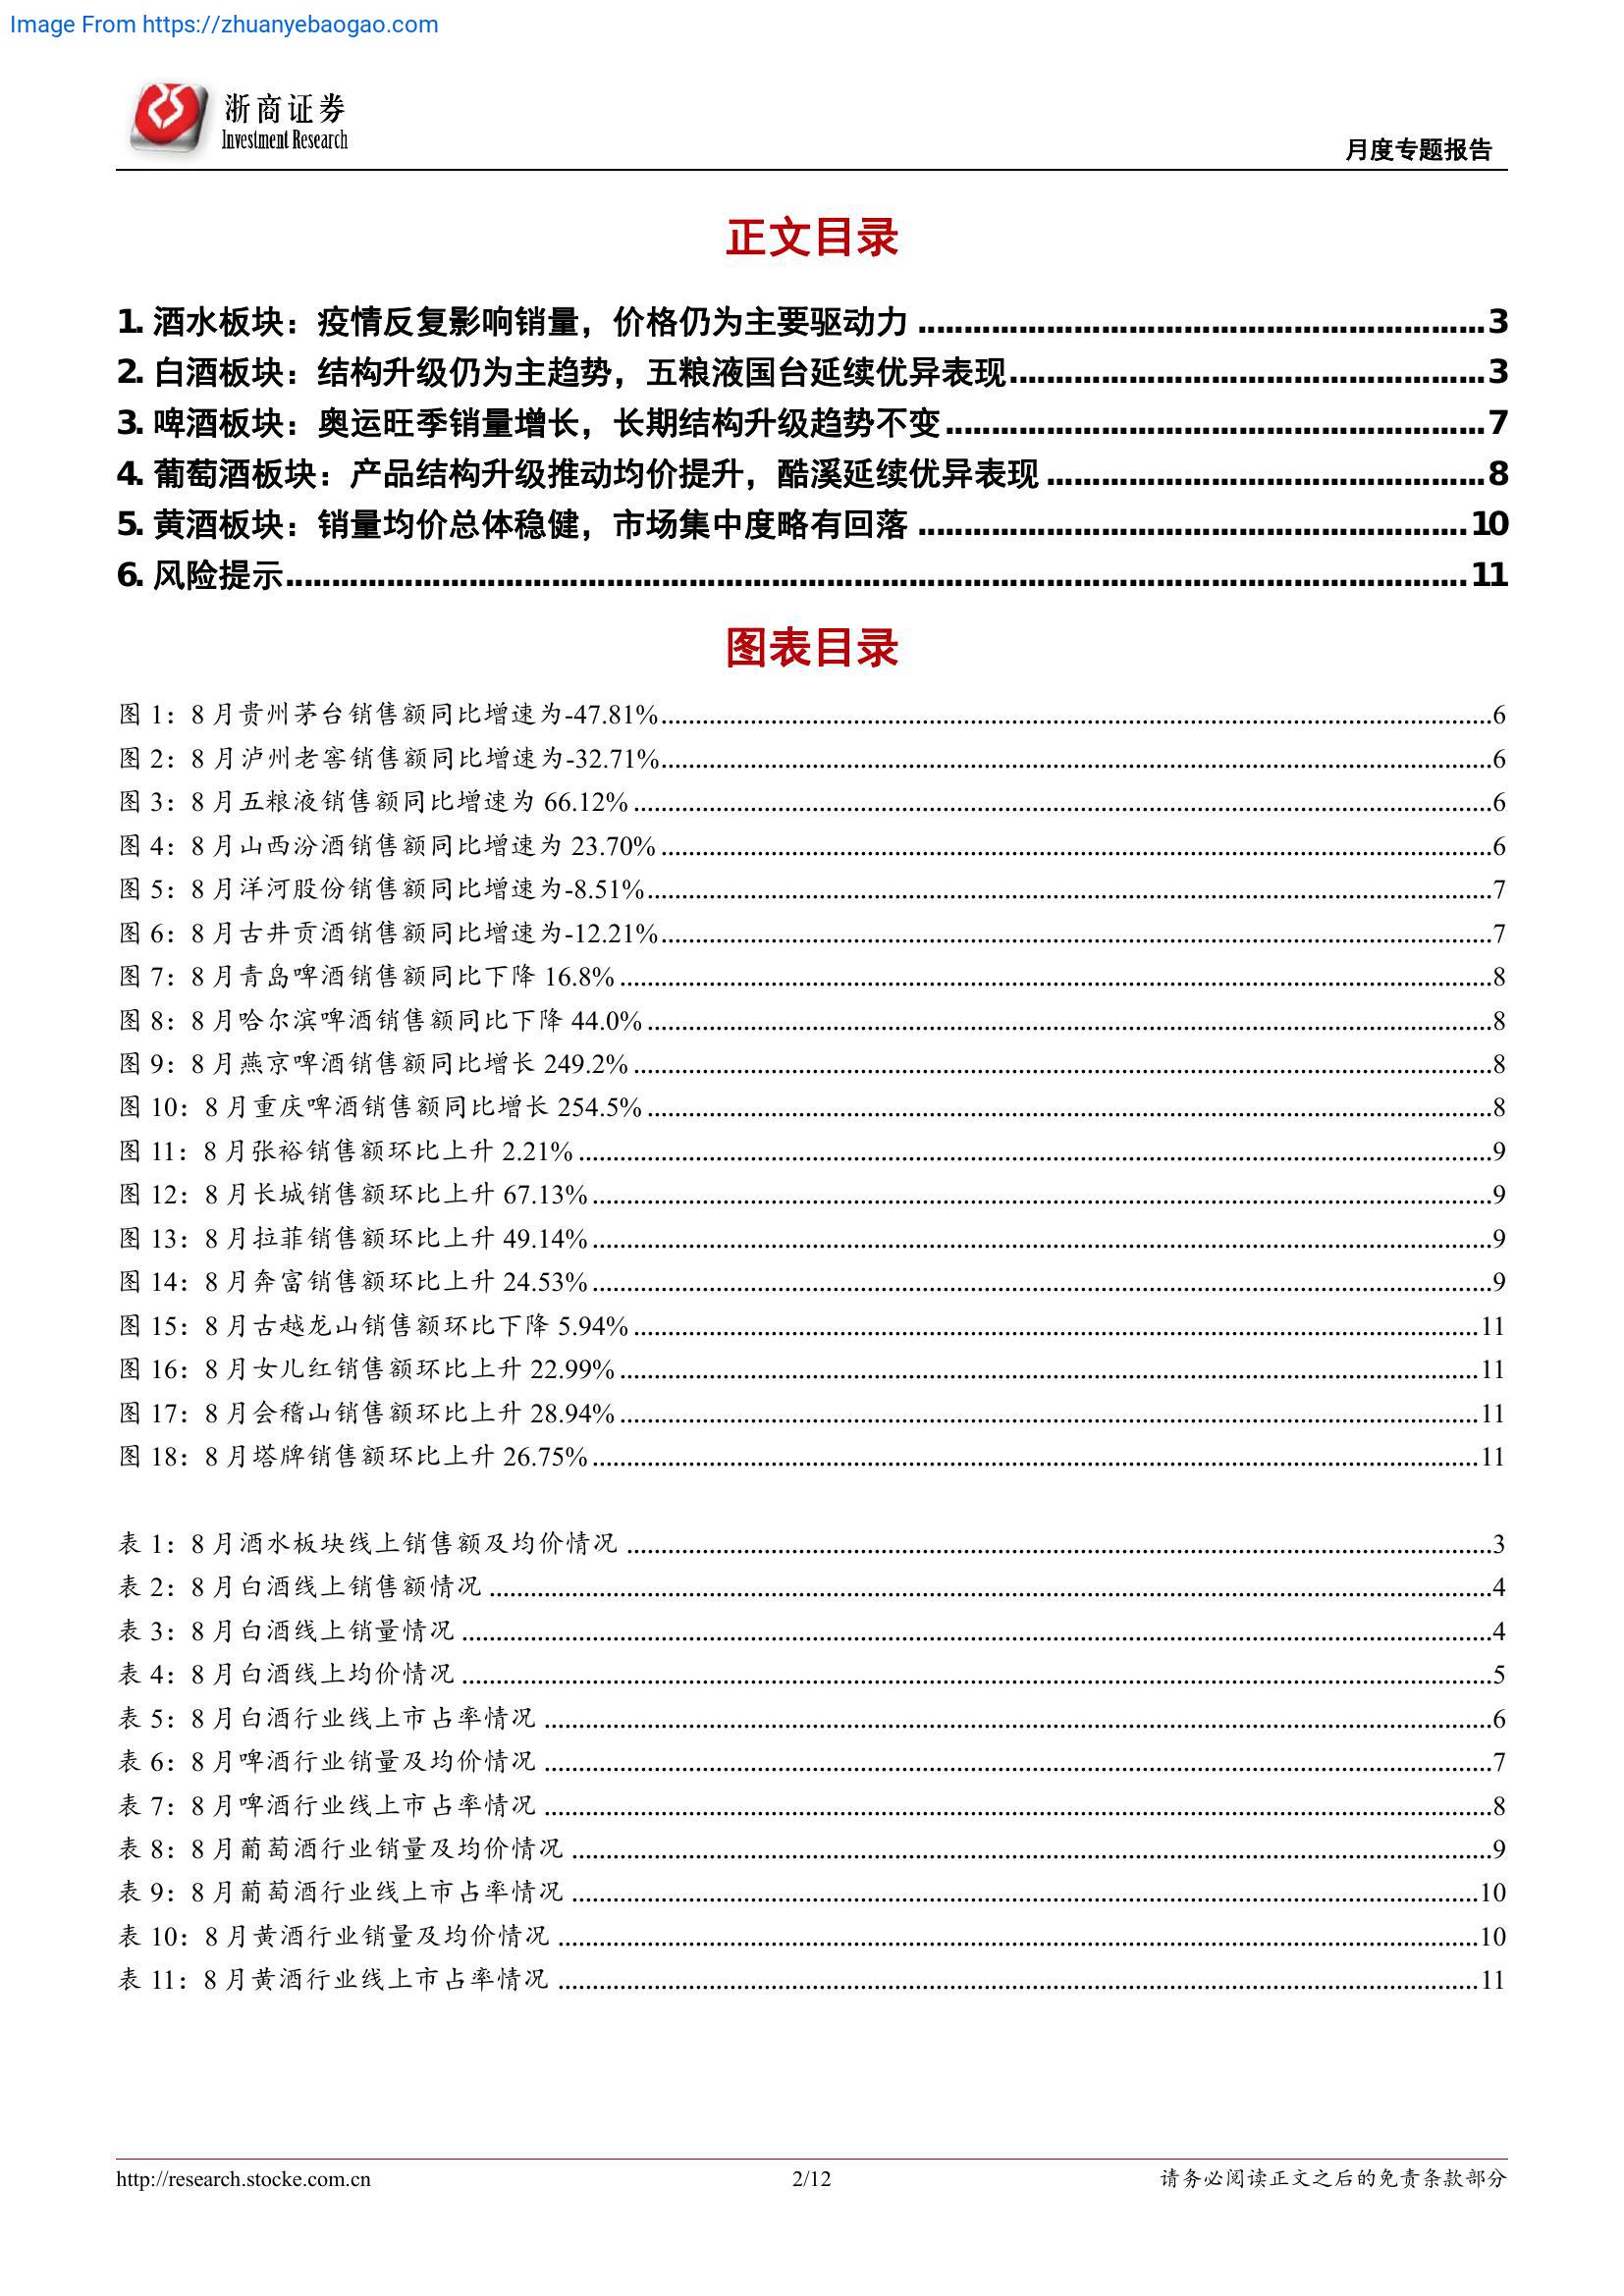 Image From https://zhuanyebaogao.com
浙商证券
Investment Research
月度专题报告
正文目录
1. 酒水板块：疫情反复影响销量，价格仍为主要驱动力 ........................................ 3
2. 白酒板块：结构升级仍为主趋势，五粮液国台延续优异表现........................................ 3
3. 啤酒板块：奥运旺季销量增长，长期结构升级趋势不变........................................ 7
4. 葡萄酒板块：产品结构升级推动均价提升，酷溪延续优异表现 ........................................ 8
5. 黄酒板块：销量均价总体稳健，市场集中度略有回落 ........................................ 10
6. 风险提示........................................ 11
图表目录
图 1：8 月贵州茅台销售额同比增速为-47.81%........................................6
图 2：8 月泸州老窖销售额同比增速为-32.71%........................................6
图 3：8 月五粮液销售额同比增速为 66.12% ........................................6
图 4：8 月山西汾酒销售额同比增速为 23.70% ........................................6
图 5：8 月洋河股份销售额同比增速为-8.51%........................................7
图 6：8 月古井贡酒销售额同比增速为-12.21%........................................7
图 7：8 月青岛啤酒销售额同比下降 16.8% ........................................8
图 8：8 月哈尔滨啤酒销售额同比下降 44.0% ........................................8
图 9：8 月燕京啤酒销售额同比增长 249.2% ........................................8
图 10：8 月重庆啤酒销售额同比增长 254.5% ........................................8
图 11：8 月张裕销售额环比上升 2.21% ........................................9
图 12：8 月长城销售额环比上升 67.13% ........................................9
图 13：8 月拉菲销售额环比上升 49.14% ........................................9
图 14：8 月奔富销售额环比上升 24.53% ........................................9
图 15：8 月古越龙山销售额环比下降 5.94% ........................................11
图 16：8 月女儿红销售额环比上升 22.99% ........................................11
图 17：8 月会稽山销售额环比上升 28.94% ........................................11
图 18：8 月塔牌销售额环比上升 26.75% ........................................11
表 1：8 月酒水板块线上销售额及均价情况 ........................................3
表 2：8 月白酒线上销售额情况 ........................................4
表 3：8 月白酒线上销量情况 ........................................4
表 4：8 月白酒线上均价情况 ........................................5
表 5：8 月白酒行业线上市占率情况 ........................................6
表 6：8 月啤酒行业销量及均价情况 ........................................7
表 7：8 月啤酒行业线上市占率情况 ........................................8
表 8：8 月葡萄酒行业销量及均价情况 ........................................9
表 9：8 月葡萄酒行业线上市占率情况 ........................................10
表 10：8 月黄酒行业销量及均价情况 ........................................10
表 11：8 月黄酒行业线上市占率情况 ........................................11
http://research.stocke.com.cn
2/12
请务必阅读正文之后的免责条款部分